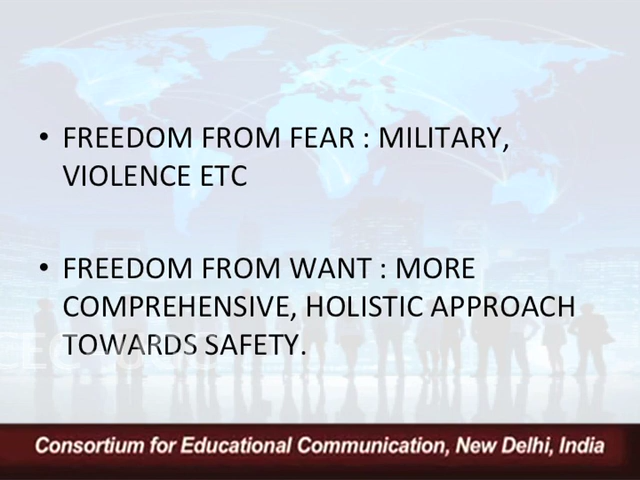 • FREEDOM FROM FEAR : MILITARY,
VIOLENCE ETC
• FREEDOM FROM WANT : MORE
COMPREHENSIVE, HOLISTIC APPROACH
TOWARDS SAFETY.
Consortium for Educational Communication, New Delhi, India